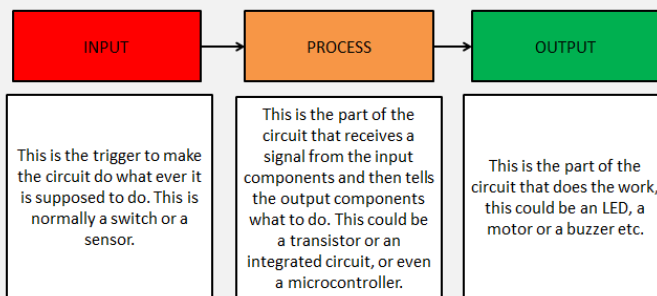 INPUT
PROCESS
OUTPUT
This is the trigger to make
the circuit do what ever it
is supposed to do. This is
normally a switch or a
sensor.
This is the part of the
circuit that receives a
signal from the input
components and then tells
the output components
what to do. This could be
a transistor or an
integrated circuit, or even
a microcontroller.
This is the part of the
circuit that does the work,
this could be an LED, a
motor or a buzzer etc.